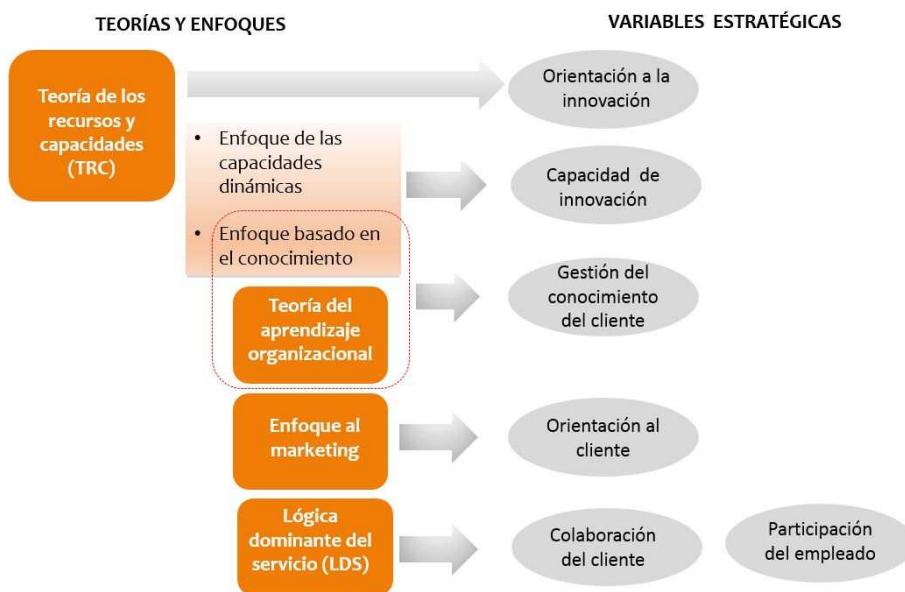 TEORÍAS Y ENFOQUES
VARIABLES ESTRATÉGICAS
Teoría de los
recursos y
capacidades
(TRC)
Orientación a la
innovación
• Enfoque de las
capacidades
dinámicas
• Enfoque basado en
el conocimiento
Capacidad de
innovación
Teoría del
aprendizaje
organizacional
Gestión del
conocimiento
del cliente
Enfoque al
marketing
Orientación al
cliente
Lógica
dominante del
servicio (LDS)
Colaboración
del cliente
Participación
del empleado